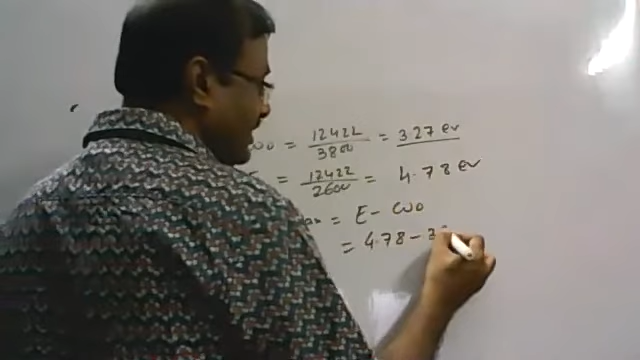 ω0 = 12422/3800 = 3.27 ev
= 12422/2600 = 4.78 ev
= E - ω0
= 4.78 - 3